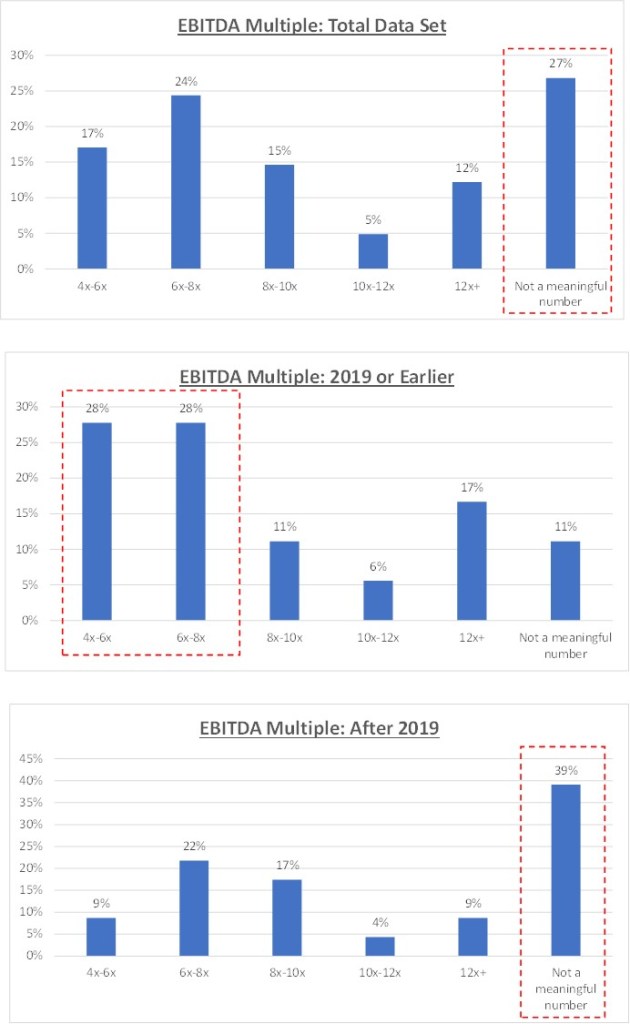 EBITDA Multiple: Total Data Set
30%
25%
20%
15%
10%
5%
0%
17%
24%
15%
5%
12%
27%
4x-6x
6x-8x
8x-10x
10x-12x
12x+
Not a meaningful
number
EBITDA Multiple: 2019 or Earlier
30%
25%
20%
15%
10%
5%
0%
28%
28%
11%
6%
17%
11%
4x-6x
6x-8x
8x-10x
10x-12x
12x+
Not a meaningful
number
EBITDA Multiple: After 2019
45%
40%
35%
30%
25%
20%
15%
10%
5%
0%
9%
22%
17%
4%
9%
39%
4x-6x
6x-8x
8x-10x
10x-12x
12x+
Not a
meaningful
number